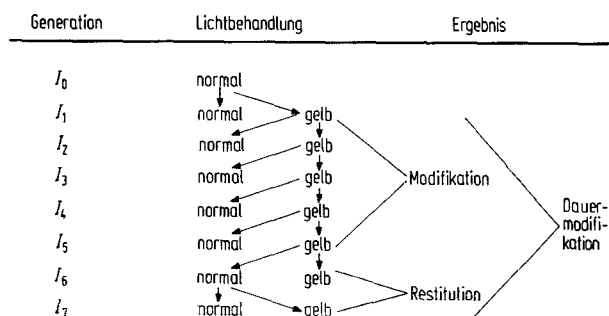 Generation Lichtbehandlung Ergebnis
I₀ normal
I₁ normal gelb
I₂ normal gelb
I₃ normal gelb Modifikation
I₄ normal gelb
I₅ normal gelb
I₆ normal gelb
I₇ normal gelb
Restitution
Dauer-
modifi-
kation